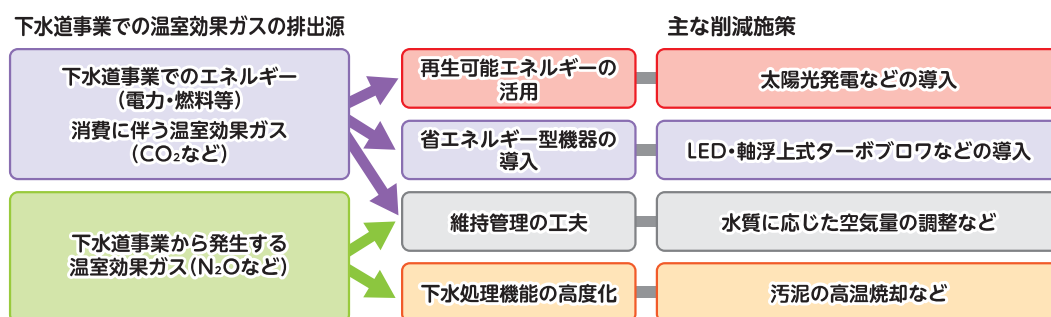 下水道事業での温室効果ガスの排出源
主な削減施策
下水道事業でのエネルギー
(電力・燃料等)
消費に伴う温室効果ガス
(CO₂など)
再生可能エネルギーの
活用
太陽光発電などの導入
省エネルギー型機器の
導入
LED・軸浮上式ターボブロワなどの導入
下水道事業から発生する
温室効果ガス(N₂Oなど)
維持管理の工夫
水質に応じた空気量の調整など
下水処理機能の高度化
汚泥の高温焼却など